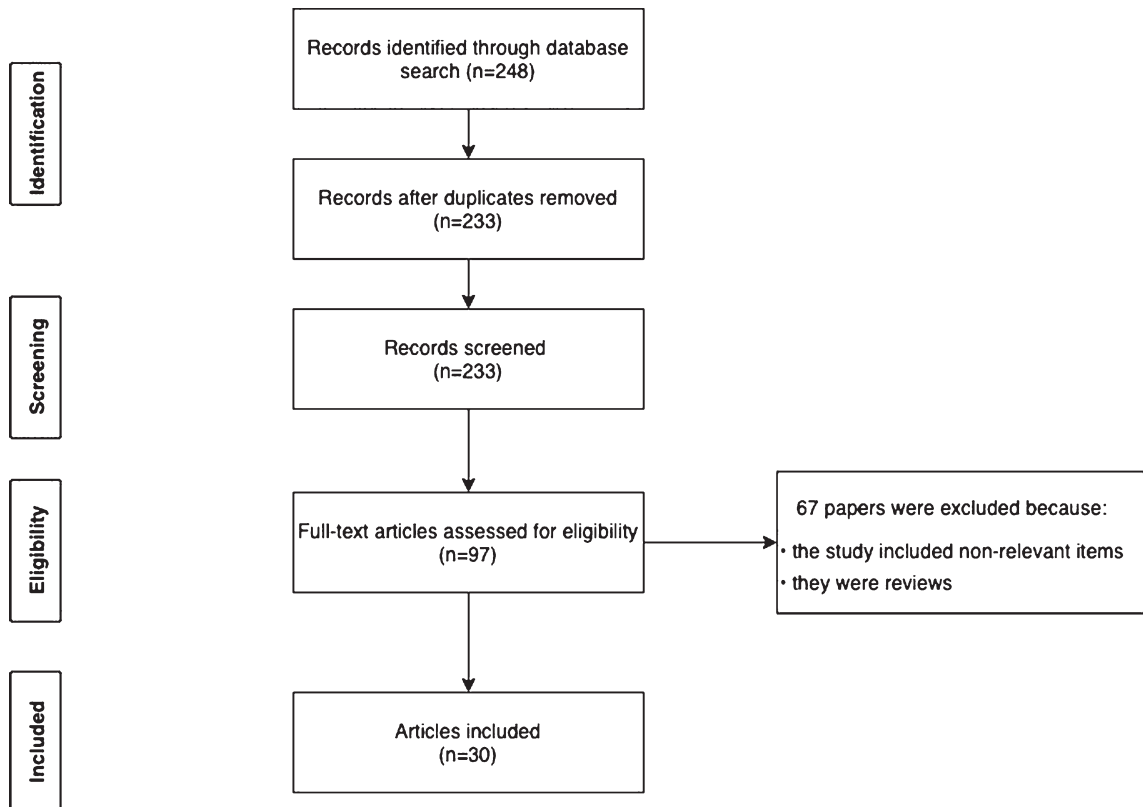 Identification
Records identified through database
search (n=248)
Records after duplicates removed
(n=233)
Screening
Records screened
(n=233)
Eligibility
Full-text articles assessed for eligibility
(n=97)
67 papers were excluded because:
• the study included non-relevant items
• they were reviews
Included
Articles included
(n=30)